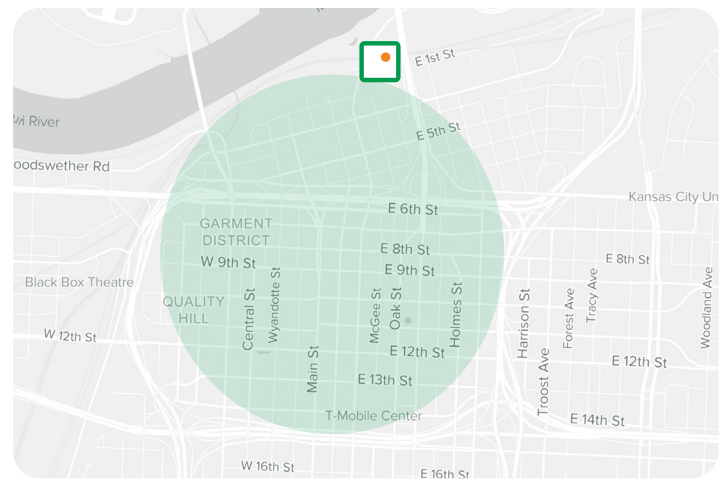 E 1st St
E 5th St
uri River
oodswether Rd
Kansas City Un
E 6th St
GARMENT
DISTRICT
E 8th St
E 8th St
W 9th St
E 9th St
Black Box Theatre
QUALITY
HILL
Central St
Wyandotte St
McGee St
Oak St
Holmes St
Harrison St
Forest Ave
Tracy Ave
Woodland Ave
W 12th St
Main St
E 12th St
E 12th St
Troost Ave
E 13th St
T-Mobile Center
E 14th St
W 16th St
E 16th St